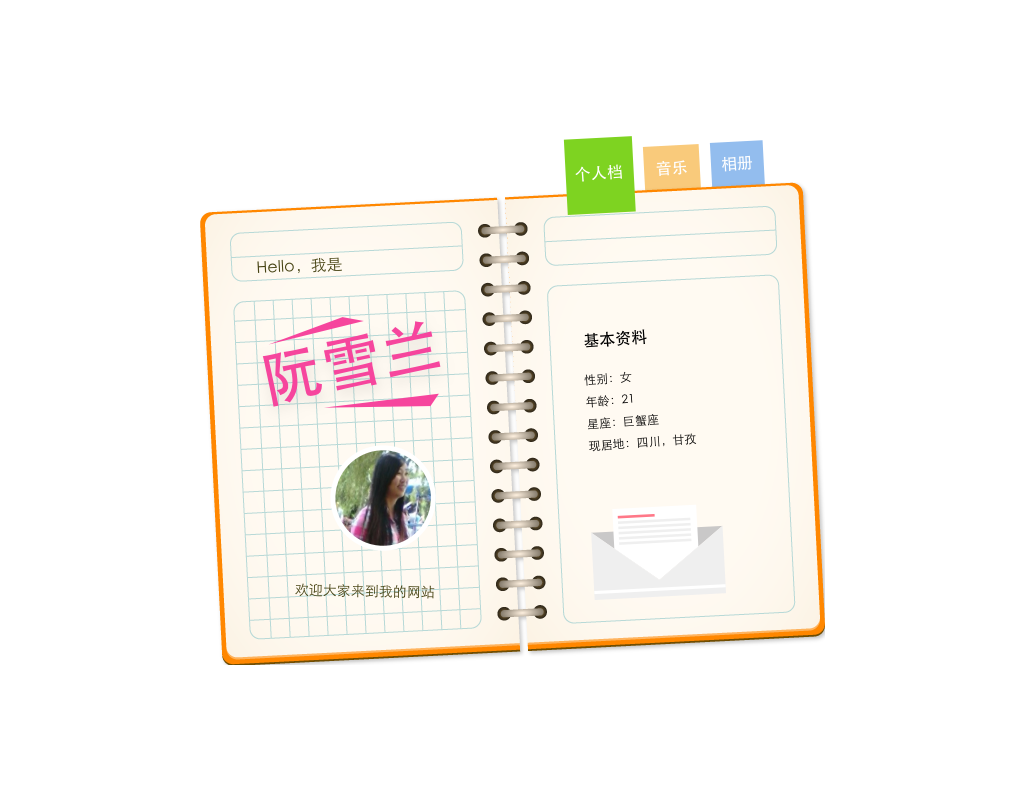 个人档
音乐
相册
Hello，我是
阮雪兰
欢迎大家来到我的网站
基本资料
性别：女
年龄：21
星座：巨蟹座
现居地：四川，甘孜